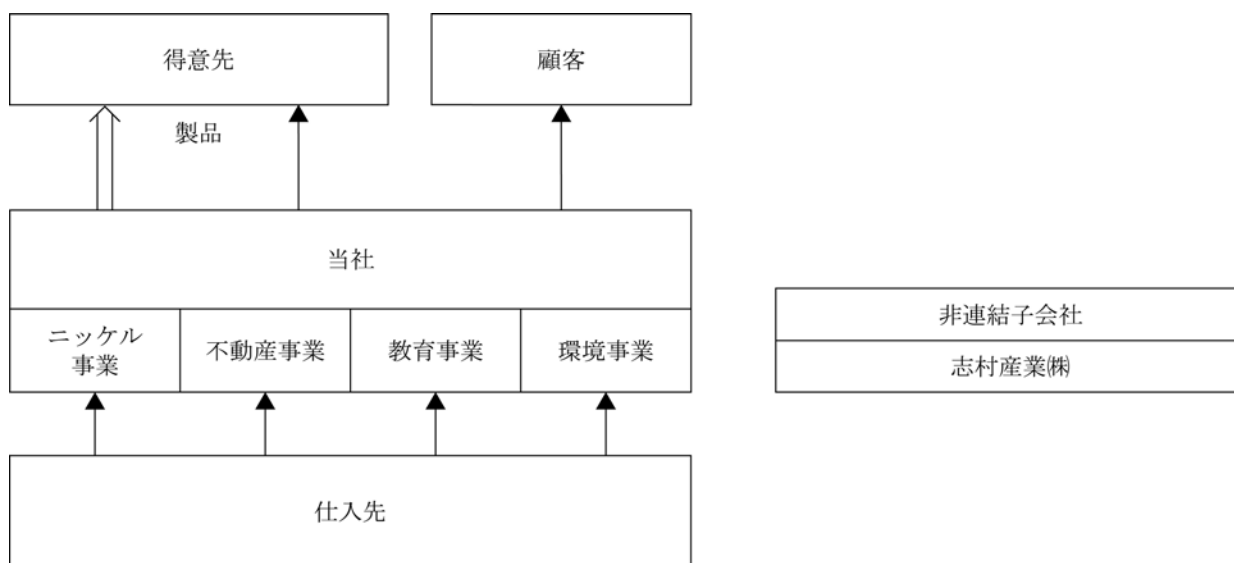 得意先
顧客
製品
当社
ニッケル
事業
不動産事業
教育事業
環境事業
非連結子会社
志村産業㈱
仕入先